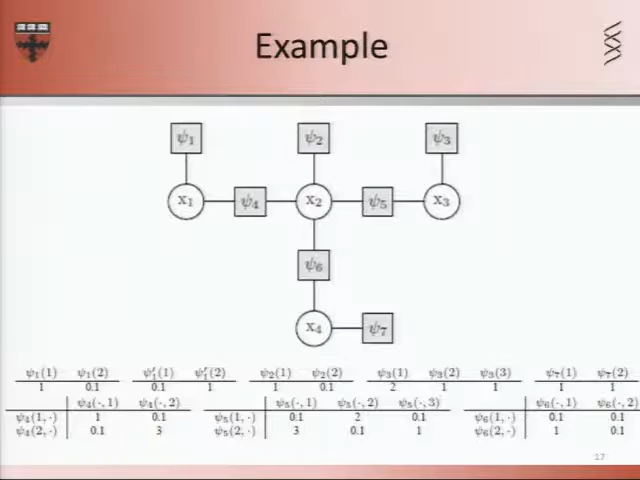 Example
ψ₁ ψ₂ ψ₃
x₁ ψ₄ x₂ ψ₅ x₃
ψ₆
x₄ ψ₇
ψ₁(1) ψ₁(2) ψ₁′(1) ψ₁′(2) ψ₂(1) ψ₂(2) ψ₃(1) ψ₃(2) ψ₃(3) ψ₇(1) ψ₇(2)
1 0.1 0.1 1 1 0.1 2 1 1 1 1
ψ₄(·, 1) ψ₄(·, 2) ψ₅(·, 1) ψ₅(·, 2) ψ₅(·, 3) ψ₆(·, 1) ψ₆(·, 2)
ψ₄(1, ·) 1 0.1 ψ₅(1, ·) 0.1 2 0.1 ψ₆(1, ·) 0.1 0.1
ψ₄(2, ·) 0.1 3 ψ₅(2, ·) 3 0.1 1 ψ₆(2, ·) 1 0.1
17